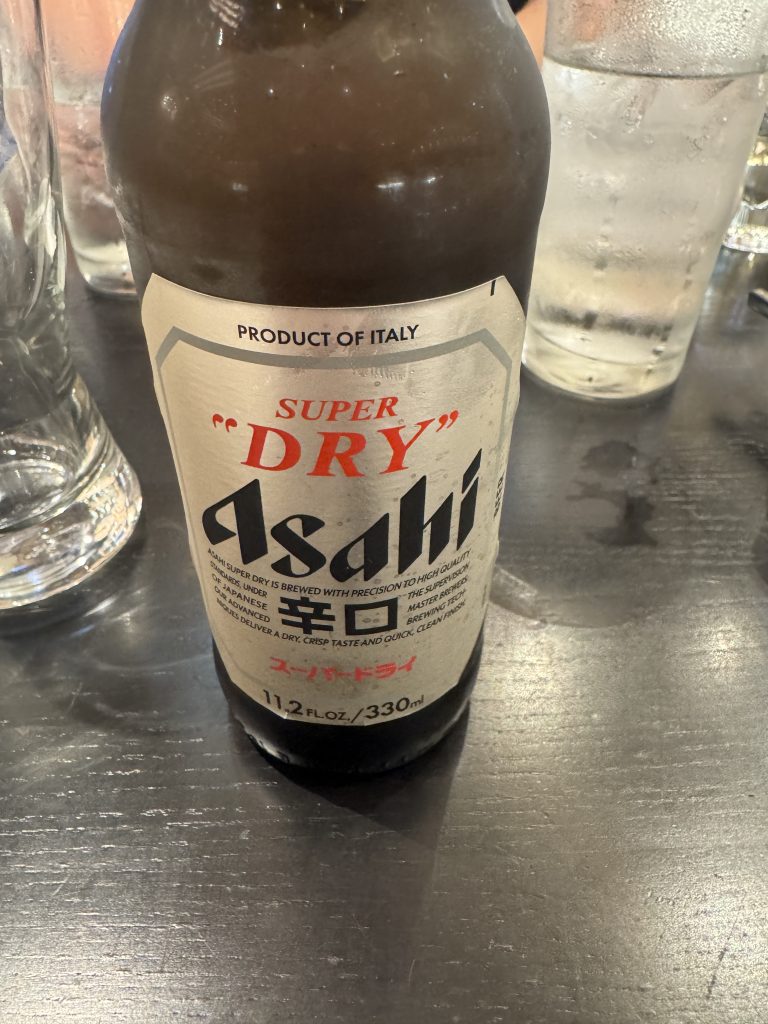 PRODUCT OF ITALY
SUPER
"DRY"
Asahi
ASAHI SUPER DRY IS BREWED WITH PRECISION TO HIGH QUALITY
STANDARDS, UNDER THE SUPERVISION
OF JAPANESE MASTER BREWERS.
OUR ADVANCED BREWING TECH-
NIQUES DELIVER A DRY, CRISP TASTE AND QUICK, CLEAN FINISH.
辛口
スーパードライ
11.2 FL.OZ./330ml